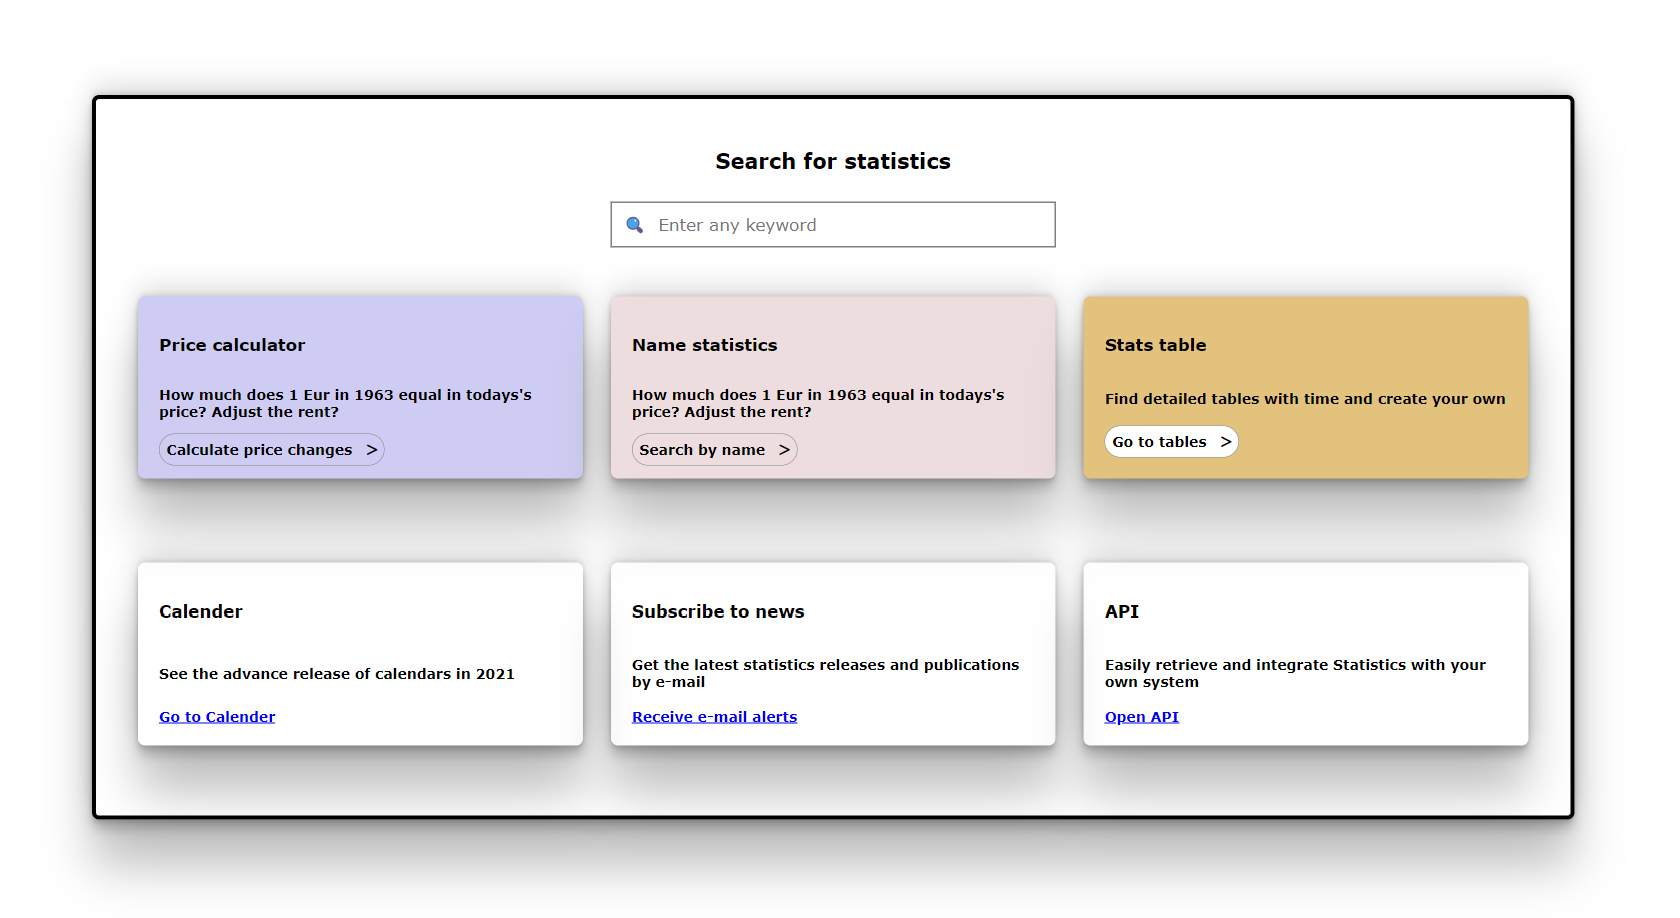 Search for statistics
Enter any keyword
Price calculator
How much does 1 Eur in 1963 equal in todays's
price? Adjust the rent?
Calculate price changes >
Name statistics
How much does 1 Eur in 1963 equal in todays's
price? Adjust the rent?
Search by name >
Stats table
Find detailed tables with time and create your own
Go to tables >
Calender
See the advance release of calendars in 2021
Go to Calender
Subscribe to news
Get the latest statistics releases and publications
by e-mail
Receive e-mail alerts
API
Easily retrieve and integrate Statistics with your
own system
Open API